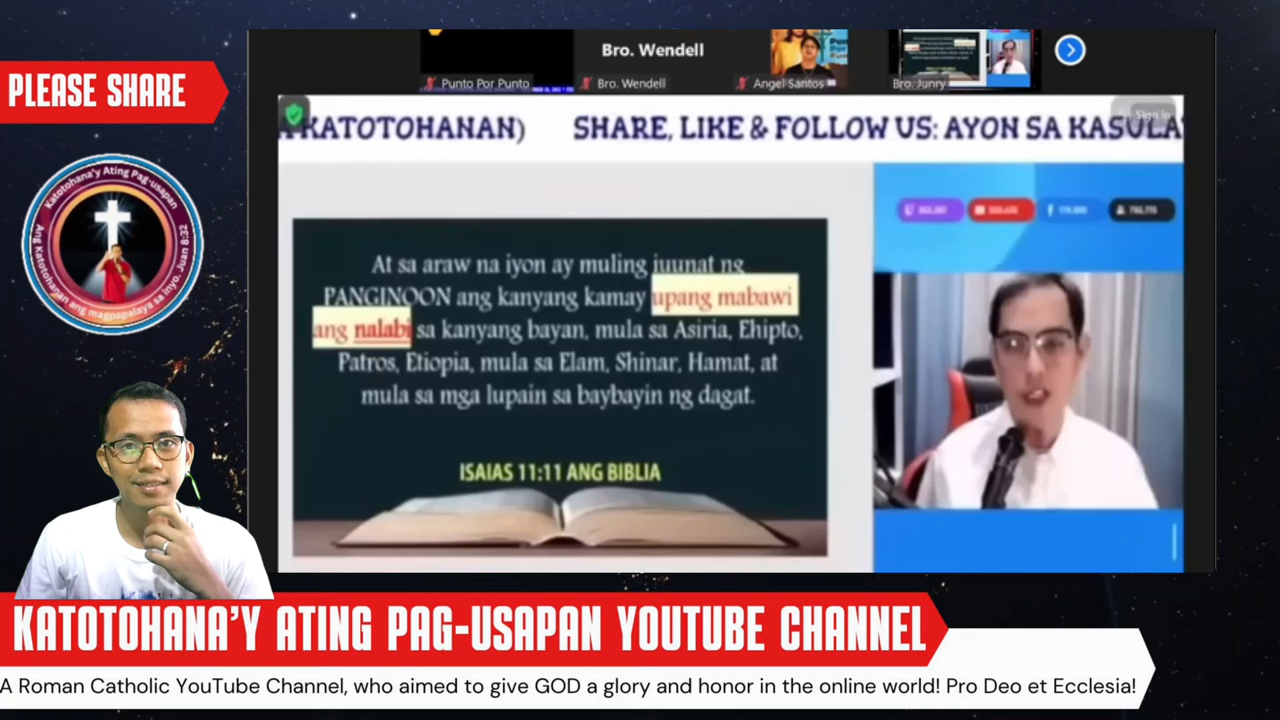 PLEASE SHARE
Katotohana'y Ating Pag-usapan
Ang Katotohanan ang magpapalaya sa inyo. Juan 8:32
Bro. Wendell
Punto Por Punto
Bro. Wendell
Angel Santos
Bro. Junry
Sign in
KATOTOHANAN) SHARE, LIKE & FOLLOW US: AYON SA
At sa araw na iyon ay muling iuunat ng
PANGINOON ang kanyang kamay upang mabawi
ang nalabi sa kanyang bayan, mula sa Asiria, Ehipto,
Patros, Etiopia, mula sa Elam, Shinar, Hamat, at
mula sa mga lupain sa baybayin ng dagat.
ISAIAS 11:11 ANG BIBLIA
KATOTOHANA'Y ATING PAG-USAPAN YOUTUBE CHANNEL
A Roman Catholic YouTube Channel, who aimed to give GOD a glory and honor in the online world! Pro Deo et Ecclesia!